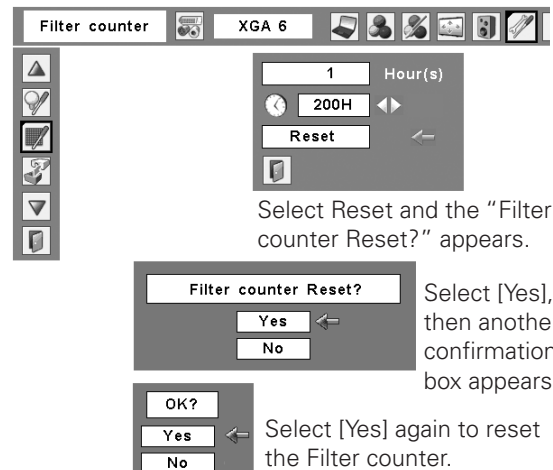 Filter counter XGA 6
1 Hour(s)
200H
Reset
Select Reset and the “Filter
counter Reset?” appears.
Filter counter Reset?
Yes
No
Select [Yes],
then anothe
confirmation
box appears
OK?
Yes
No
Select [Yes] again to reset
the Filter counter.